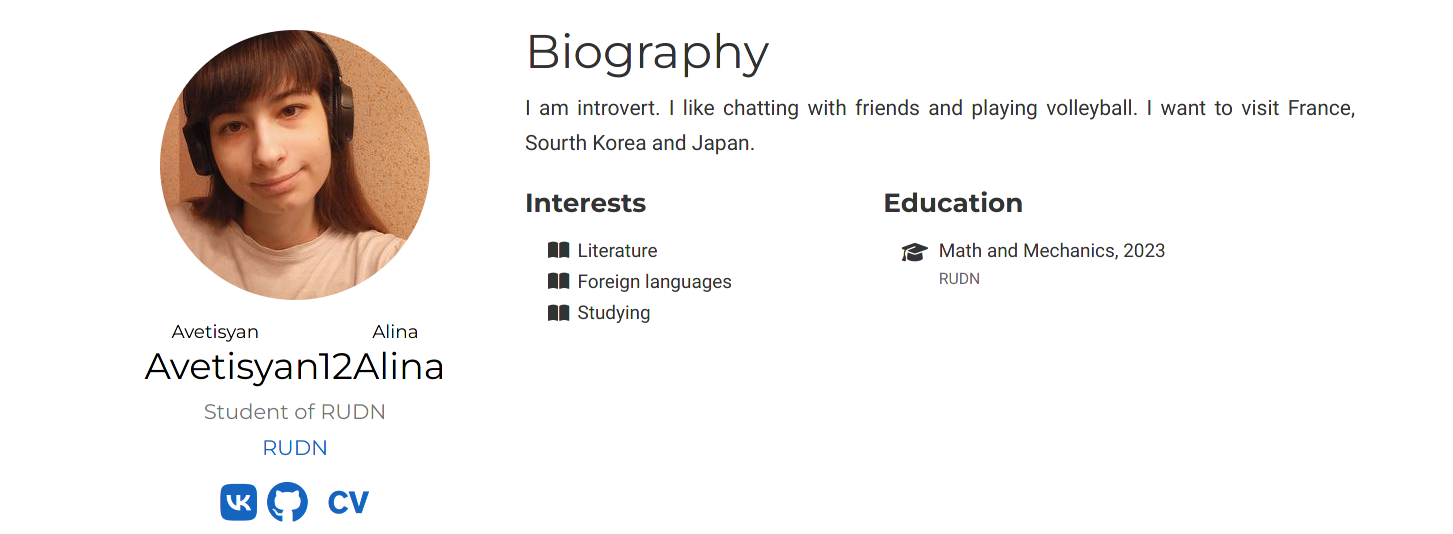 Avetisyan Alina
Avetisyan12Alina
Student of RUDN
RUDN
CV
Biography
I am introvert. I like chatting with friends and playing volleyball. I want to visit France,
Sourth Korea and Japan.
Interests
Literature
Foreign languages
Studying
Education
Math and Mechanics, 2023
RUDN